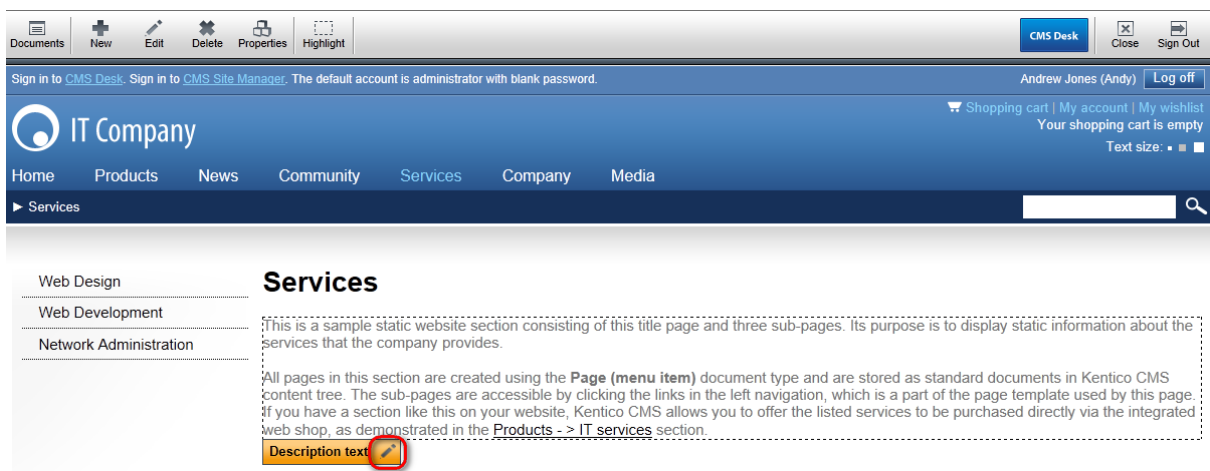 Documents New Edit Delete Properties Highlight CMS Desk Close Sign Out
Sign in to CMS Desk. Sign in to CMS Site Manager. The default account is administrator with blank password. Andrew Jones (Andy) Log off
Shopping cart | My account | My wishlist
Your shopping cart is empty
IT Company
Text size:
Home Products News Community Services Company Media
► Services
Services
Web Design
Web Development
Network Administration
This is a sample static website section consisting of this title page and three sub-pages. Its purpose is to display static information about the
services that the company provides.
All pages in this section are created using the Page (menu item) document type and are stored as standard documents in Kentico CMS
content tree. The sub-pages are accessible by clicking the links in the left navigation, which is a part of the page template used by this page.
If you have a section like this on your website, Kentico CMS allows you to offer the listed services to be purchased directly via the integrated
web shop, as demonstrated in the Products - > IT services section.
Description text